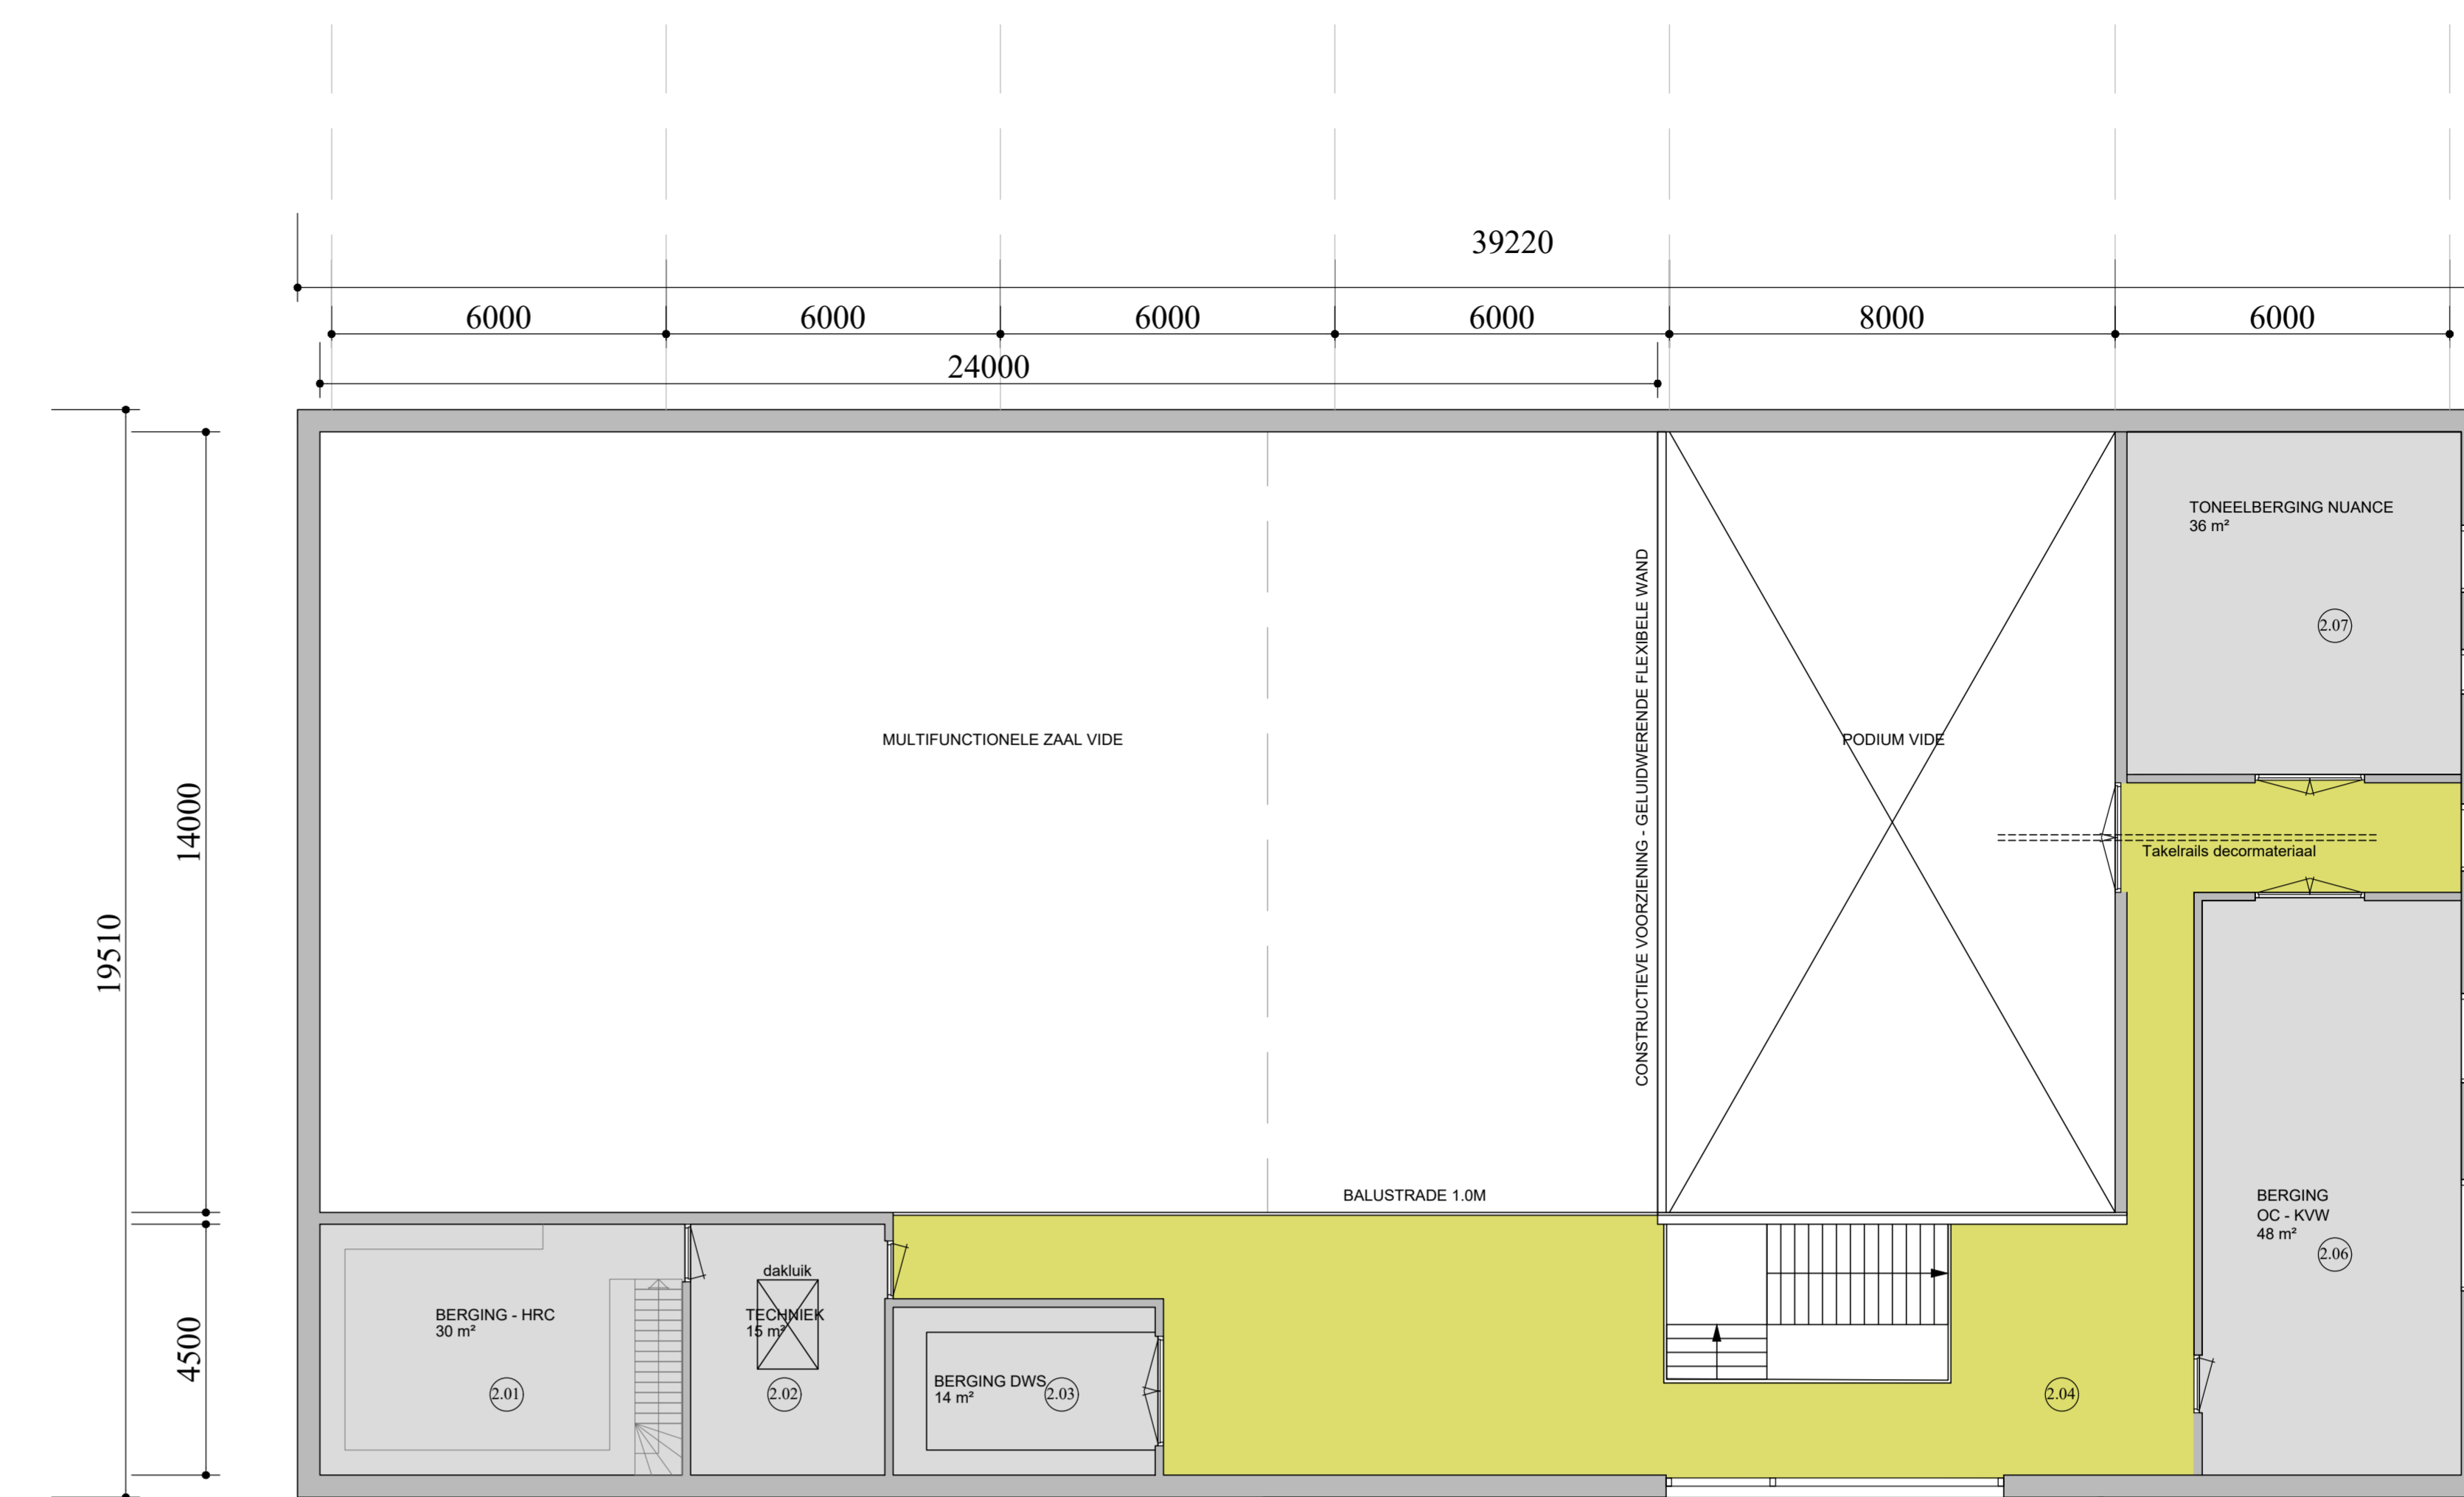 39220
6000
6000
6000
6000
8000
6000
24000
19510
14000
4500
TONEELBERGING NUANCE
36 m²
2.07
CONSTRUCTIEVE VOORZIENING - GELUIDWERENDE FLEXIBELE WAND
MULTIFUNCTIONELE ZAAL VIDE
PODIUM VIDE
Takelrails decormateriaal
BALUSTRADE 1.0M
BERGING
OC - KVW
48 m²
2.06
dakluik
BERGING - HRC
30 m²
2.01
TECHNIEK
15 m²
2.02
BERGING DWS
14 m²
2.03
2.04